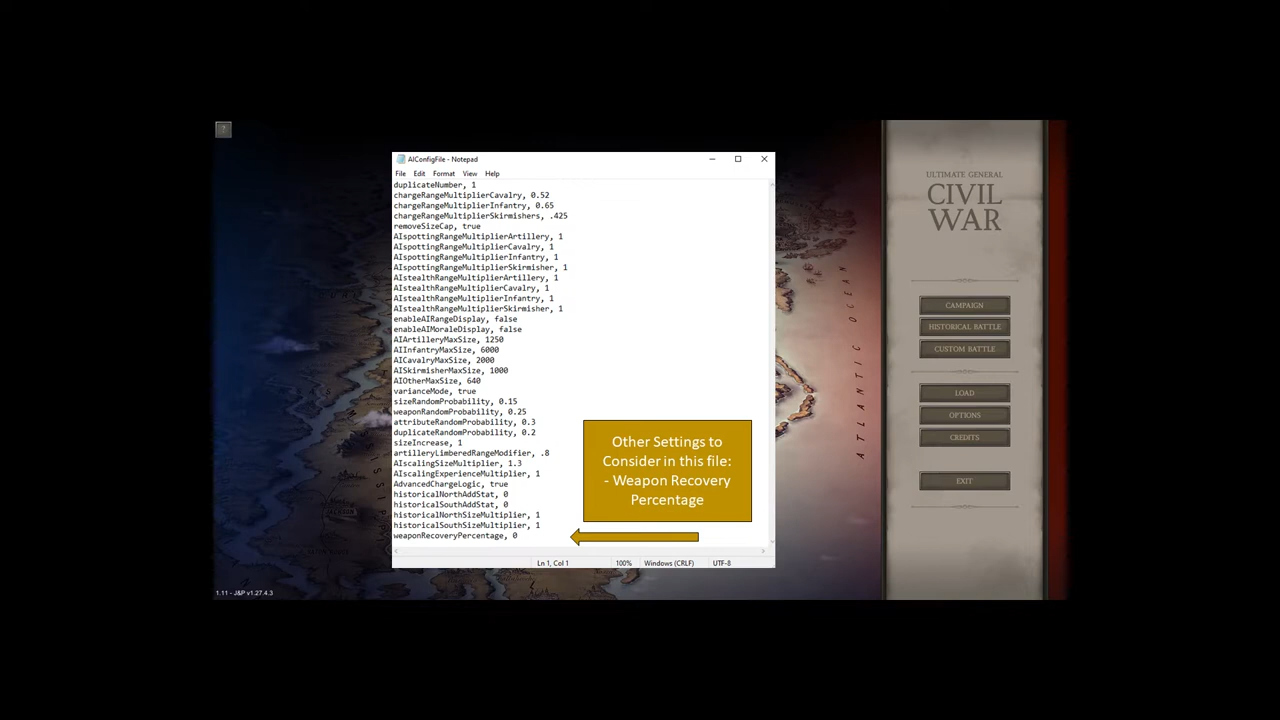 ?
AIConfigFile - Notepad
File Edit Format View Help
duplicateNumber, 1
chargeRangeMultiplierCavalry, 0.52
chargeRangeMultiplierInfantry, 0.65
chargeRangeMultiplierSkirmishers, .425
removeSizeCap, true
AIspottingRangeMultiplierArtillery, 1
AIspottingRangeMultiplierCavalry, 1
AIspottingRangeMultiplierInfantry, 1
AIspottingRangeMultiplierSkirmisher, 1
AIstealthRangeMultiplierArtillery, 1
AIstealthRangeMultiplierCavalry, 1
AIstealthRangeMultiplierInfantry, 1
AIstealthRangeMultiplierSkirmisher, 1
enableAIRangeDisplay, false
enableAIMoraleDisplay, false
AIArtilleryMaxSize, 1250
AIInfantryMaxSize, 6000
AICavalryMaxSize, 2000
AISkirmisherMaxSize, 1000
AIOtherMaxSize, 640
varianceMode, true
sizeRandomProbability, 0.15
weaponRandomProbability, 0.25
attributeRandomProbability, 0.3
duplicateRandomProbability, 0.2
sizeIncrease, 1
artilleryLimberedRangeModifier, .8
AIscalingSizeMultiplier, 1.3
AIscalingExperienceMultiplier, 1
AdvancedChargeLogic, true
historicalNorthAddStat, 0
historicalSouthAddStat, 0
historicalNorthSizeMultiplier, 1
historicalSouthSizeMultiplier, 1
weaponRecoveryPercentage, 0
Ln 1, Col 1 100% Windows (CRLF) UTF-8
Other Settings to
Consider in this file:
- Weapon Recovery
Percentage
ATLANTIC OCEAN
ULTIMATE GENERAL
CIVIL
WAR
CAMPAIGN
HISTORICAL BATTLE
CUSTOM BATTLE
LOAD
OPTIONS
CREDITS
EXIT
1.11 - J&P v1.27.4.3